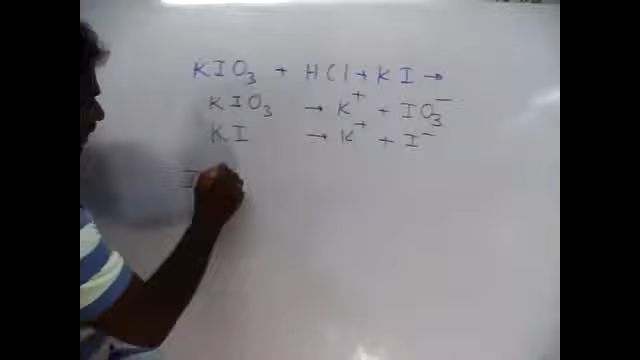 KIO₃ + HCl + KI →
KIO₃ → K⁺ + IO₃⁻
KI → K⁺ + I⁻
I